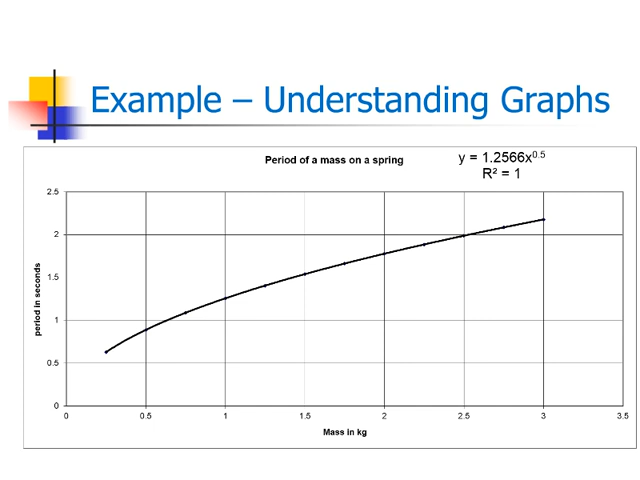 Example – Understanding Graphs
Period of a mass on a spring
y = 1.2566x^0.5
R² = 1
2.5
2
1.5
1
0.5
0
period in seconds
0 0.5 1 1.5 2 2.5 3 3.5
Mass in kg